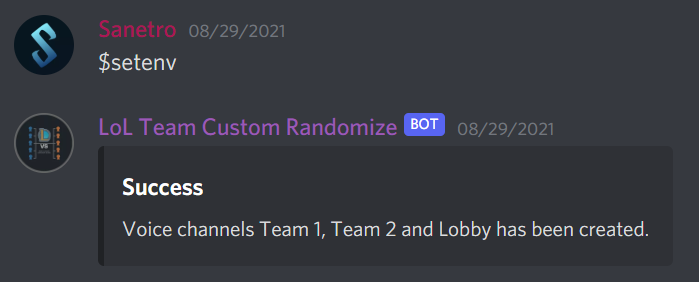 Sanetro 08/29/2021
$setenv
LoL Team Custom Randomize BOT 08/29/2021
Success
Voice channels Team 1, Team 2 and Lobby has been created.